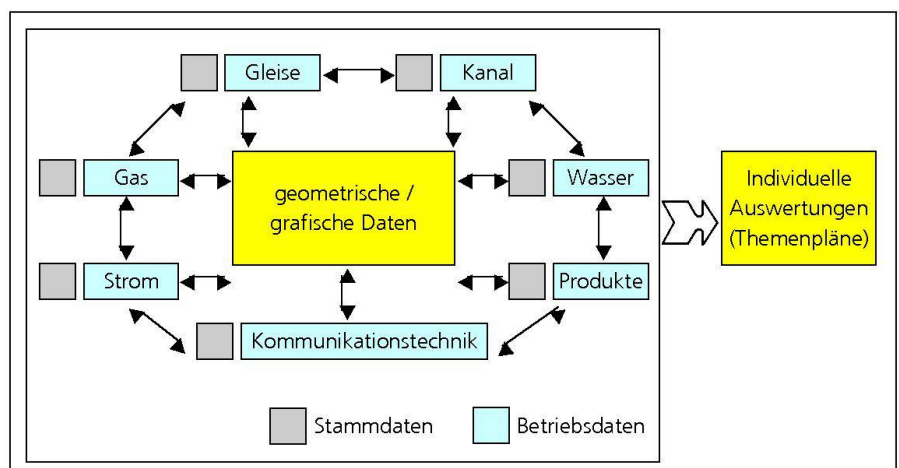 Gleise
Kanal
Gas
geometrische /
grafische Daten
Wasser
Individuelle
Auswertungen
(Themenpläne)
Strom
Produkte
Kommunikationstechnik
Stammdaten
Betriebsdaten